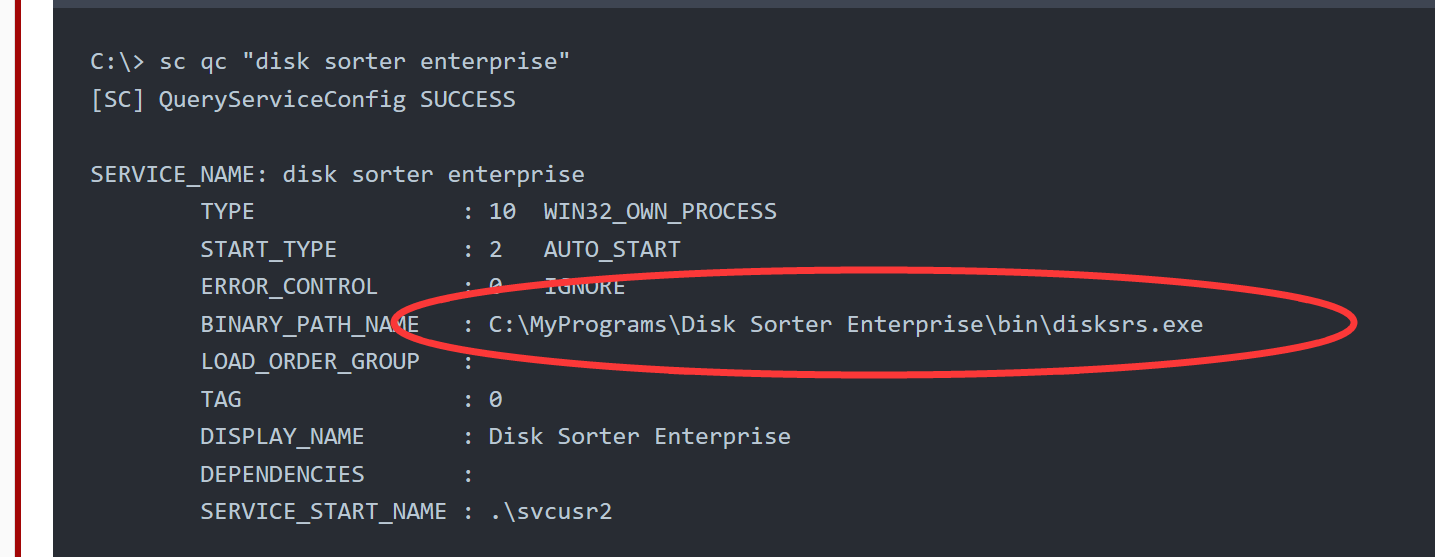 C:\> sc qc "disk sorter enterprise"
[SC] QueryServiceConfig SUCCESS
SERVICE_NAME: disk sorter enterprise
TYPE : 10 WIN32_OWN_PROCESS
START_TYPE : 2 AUTO_START
ERROR_CONTROL : 0 IGNORE
BINARY_PATH_NAME : C:\MyPrograms\Disk Sorter Enterprise\bin\disksrs.exe
LOAD_ORDER_GROUP :
TAG : 0
DISPLAY_NAME : Disk Sorter Enterprise
DEPENDENCIES :
SERVICE_START_NAME : .\svcusr2